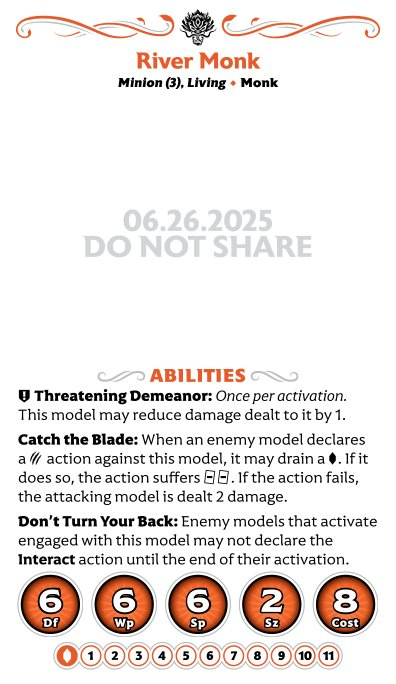 River Monk
Minion (3), Living • Monk
06.26.2025
DO NOT SHARE
ABILITIES
Threatening Demeanor: Once per activation.
This model may reduce damage dealt to it by 1.
Catch the Blade: When an enemy model declares
a action against this model, it may drain a . If it
does so, the action suffers . If the action fails,
the attacking model is dealt 2 damage.
Don't Turn Your Back: Enemy models that activate
engaged with this model may not declare the
Interact action until the end of their activation.
6 6 6 2 8
Df Wp Sp Sz Cost
1 2 3 4 5 6 7 8 9 10 11